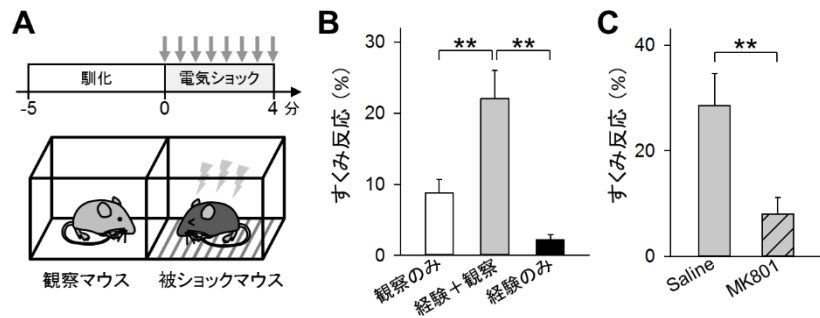 A
馴化
電気ショック
-5
0
4
分
観察マウス
被ショックマウス
B
すくみ反応 (%)
30
20
10
0
**
**
観察のみ
経験+観察
経験のみ
C
すくみ反応 (%)
40
20
0
**
Saline
MK801